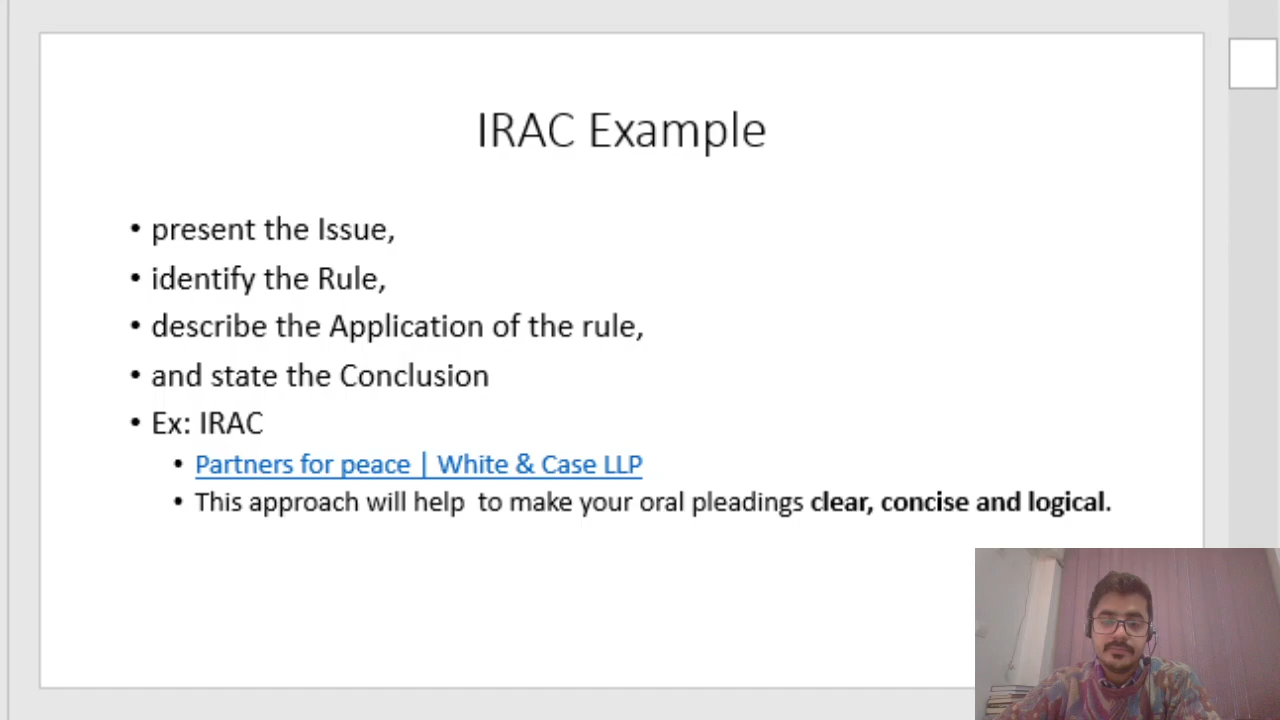 IRAC Example
• present the Issue,
• identify the Rule,
• describe the Application of the rule,
• and state the Conclusion
• Ex: IRAC
• Partners for peace | White & Case LLP
• This approach will help  to make your oral pleadings clear, concise and logical.